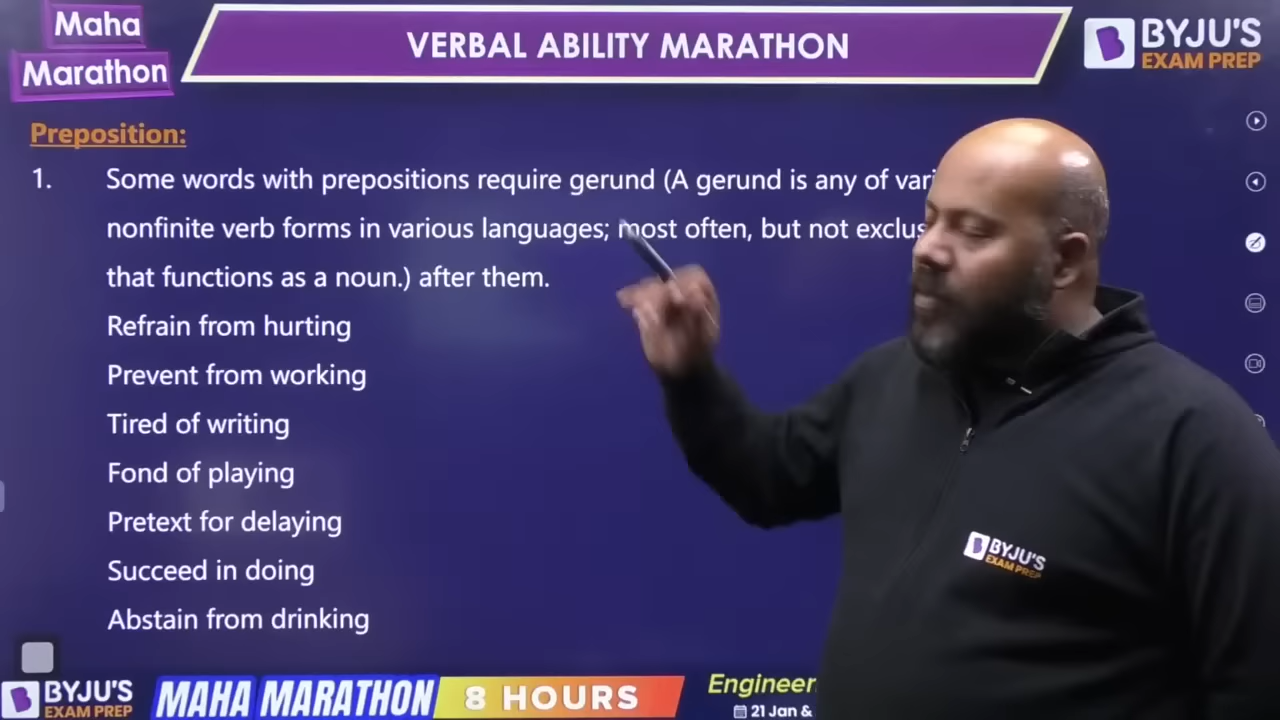 Maha
Marathon
VERBAL ABILITY MARATHON
BYJU'S
EXAM PREP
Preposition:
1. Some words with prepositions require gerund (A gerund is any of
nonfinite verb forms in various languages; most often, but not
that functions as a noun.) after them.
Refrain from hurting
Prevent from working
Tired of writing
Fond of playing
Pretext for delaying
Succeed in doing
Abstain from drinking
BYJU'S
EXAM PREP
BYJU'S
EXAM PREP
MAHA MARATHON
8 HOURS
21 Jan &